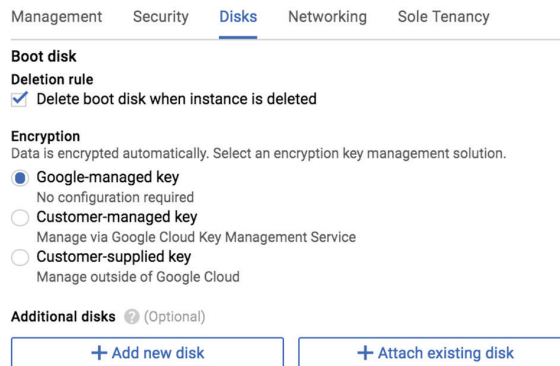 Management Security Disks Networking Sole Tenancy
Boot disk
Deletion rule
Delete boot disk when instance is deleted
Encryption
Data is encrypted automatically. Select an encryption key management solution.
Google-managed key
No configuration required
Customer-managed key
Manage via Google Cloud Key Management Service
Customer-supplied key
Manage outside of Google Cloud
Additional disks ? (Optional)
+ Add new disk + Attach existing disk